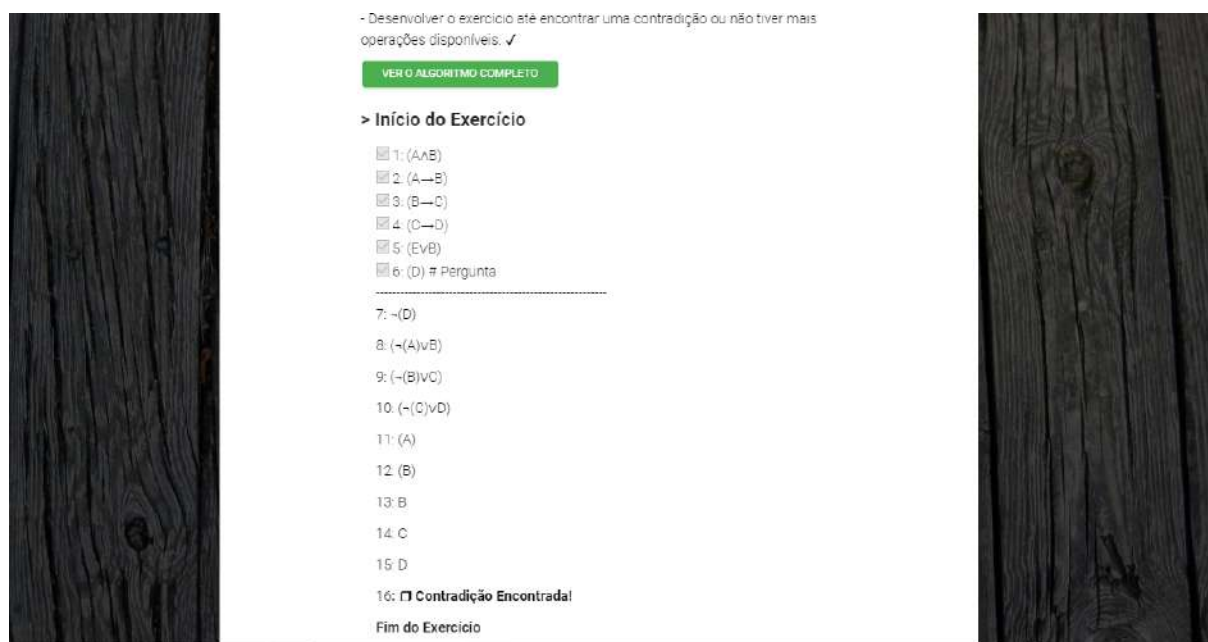 - Desenvolver o exercício até encontrar uma contradição ou não tiver mais
operações disponíveis. ✓
VER O ALGORITMO COMPLETO
> Início do Exercício
1: (A∧B)
2: (A→B)
3: (B→C)
4: (C→D)
5: (E∨B)
6: (D) # Pergunta
------------------------------------------------------------
7: ¬(D)
8: (¬(A)∨B)
9: (¬(B)∨C)
10: (¬(C)∨D)
11: (A)
12: (B)
13: B
14: C
15: D
16: ❒ Contradição Encontrada!
Fim do Exercício